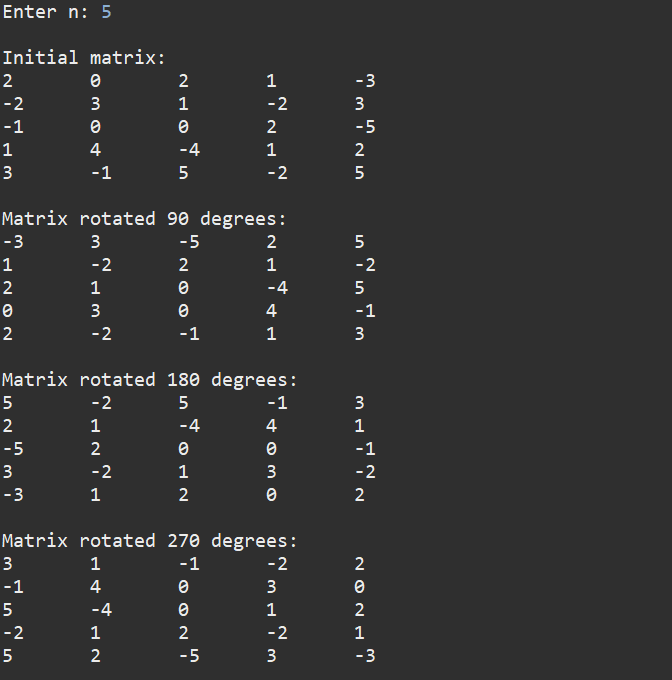 Enter n: 5
Initial matrix:
2 0 2 1 -3
-2 3 1 -2 3
-1 0 0 2 -5
1 4 -4 1 2
3 -1 5 -2 5
Matrix rotated 90 degrees:
-3 3 -5 2 5
1 -2 2 1 -2
2 1 0 -4 5
0 3 0 4 -1
2 -2 -1 1 3
Matrix rotated 180 degrees:
5 -2 5 -1 3
2 1 -4 4 1
-5 2 0 0 -1
3 -2 1 3 -2
-3 1 2 0 2
Matrix rotated 270 degrees:
3 1 -1 -2 2
-1 4 0 3 0
5 -4 0 1 2
-2 1 2 -2 1
5 2 -5 3 -3